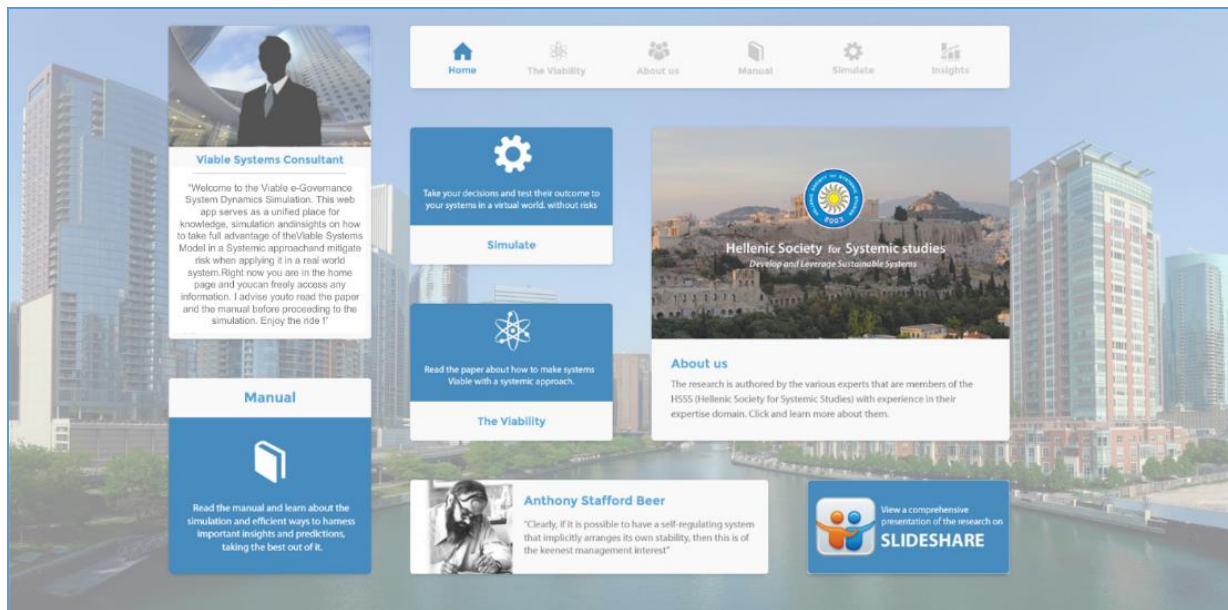 Home
The Viability
About us
Manual
Simulate
Insights
Viable Systems Consultant
"Welcome to the Viable e-Governance
System Dynamics Simulation. This web
app serves as a unified place for
knowledge, simulation andinsights on how
to take full advantage of theViable Systems
Model in a Systemic approachand mitigate
risk when applying it in a real world
system.Right now you are in the home
page and youcan freely access any
information. I advise youto read the paper
and the manual before proceeding to the
simulation. Enjoy the ride !"
Manual
Read the manual and learn about the
simulation and efficient ways to harness
important insights and predictions,
taking the best out of it.
Take your decisions and test their outcome to
your systems in a virtual world. without risks
Simulate
Read the paper about how to make systems
Viable with a systemic approach.
The Viability
HELLENIC SOCIETY for SYSTEMIC STUDIES
2003
Hellenic Society for Systemic studies
Develop and Leverage Sustainable Systems
About us
The research is authored by the various experts that are members of the
HSSS (Hellenic Society for Systemic Studies) with experience in their
expertise domain. Click and learn more about them.
Anthony Stafford Beer
"Clearly, if it is possible to have a self-regulating system
that implicitly arranges its own stability, then this is of
the keenest management interest"
View a comprehensive
presentation of the research on
SLIDESHARE